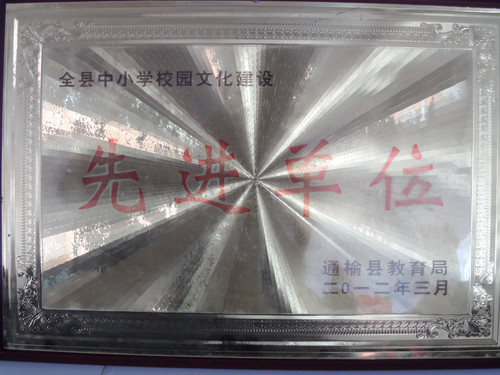 全县中小学校园文化建设
先进单位
通榆县教育局
二０一二年三月